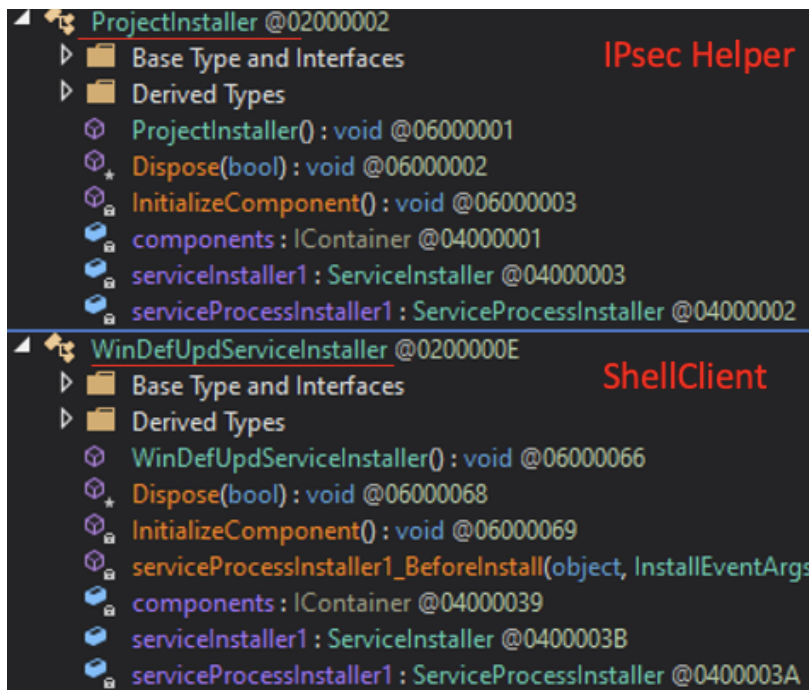 ProjectInstaller @02000002
IPsec Helper
Base Type and Interfaces
Derived Types
ProjectInstaller() : void @06000001
Dispose(bool) : void @06000002
InitializeComponent() : void @06000003
components : IContainer @04000001
serviceInstaller1 : ServiceInstaller @04000003
serviceProcessInstaller1 : ServiceProcessInstaller @04000002
WinDefUpdServiceInstaller @0200000E
ShellClient
Base Type and Interfaces
Derived Types
WinDefUpdServiceInstaller() : void @06000066
Dispose(bool) : void @06000068
InitializeComponent() : void @06000069
serviceProcessInstaller1_BeforeInstall(object, InstallEventArgs
components : IContainer @04000039
serviceInstaller1 : ServiceInstaller @0400003B
serviceProcessInstaller1 : ServiceProcessInstaller @0400003A